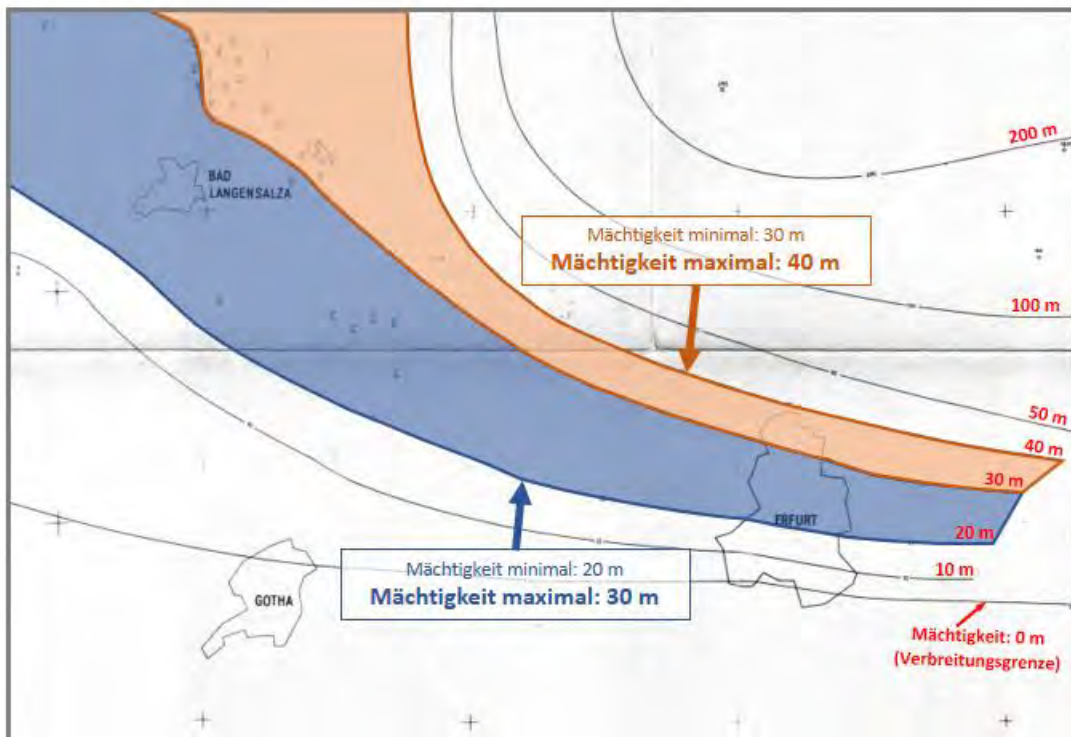 200 m
BAD
LANGENSALZA
Mächtigkeit minimal: 30 m
Mächtigkeit maximal: 40 m
100 m
50 m
40 m
30 m
ERFURT
20 m
10 m
Mächtigkeit minimal: 20 m
Mächtigkeit maximal: 30 m
GOTHA
Mächtigkeit: 0 m
(Verbreitungsgrenze)